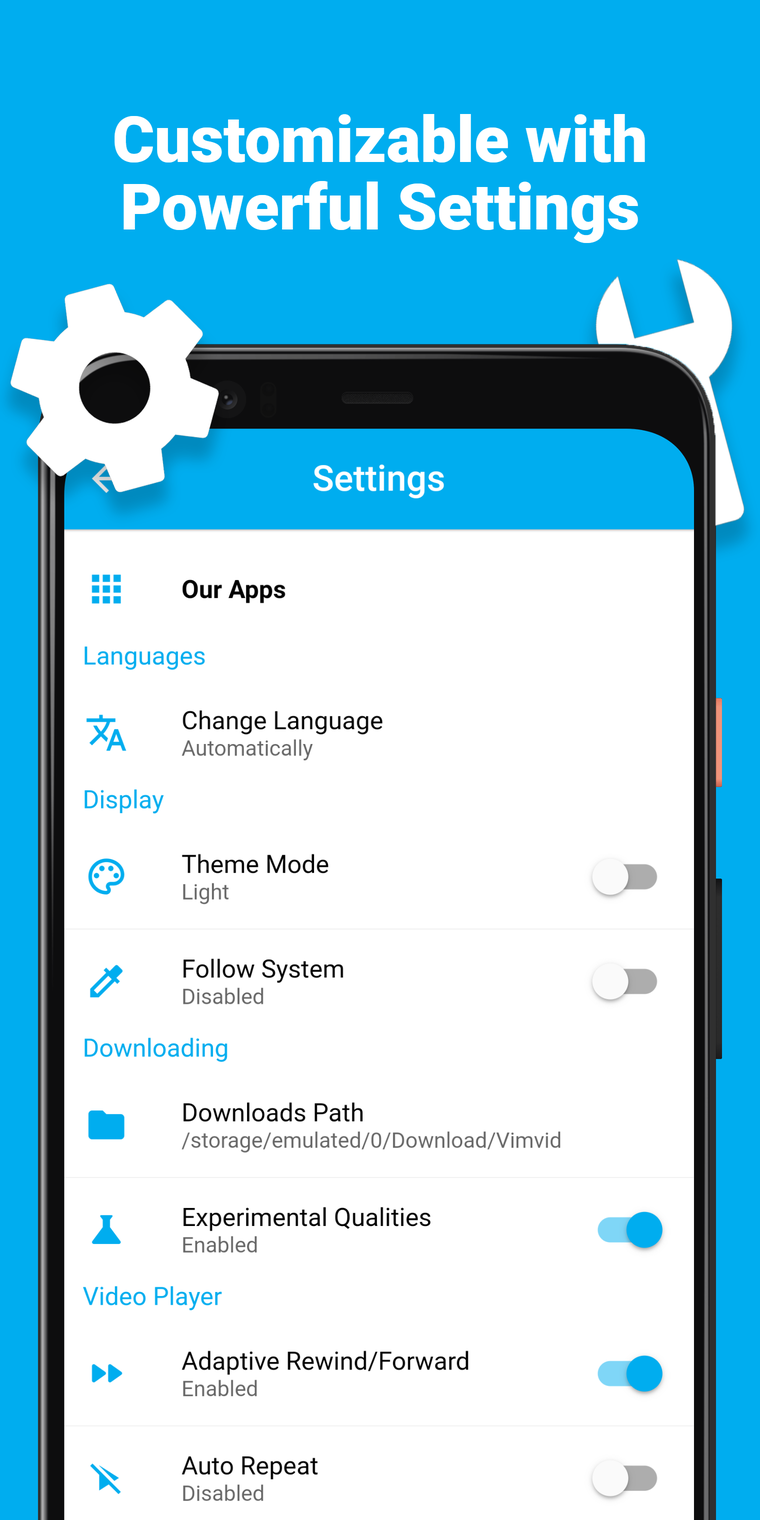 Customizable with
Powerful Settings
Settings
Our Apps
Languages
Change Language
Automatically
Display
Theme Mode
Light
Follow System
Disabled
Downloading
Downloads Path
/storage/emulated/0/Download/Vimvid
Experimental Qualities
Enabled
Video Player
Adaptive Rewind/Forward
Enabled
Auto Repeat
Disabled